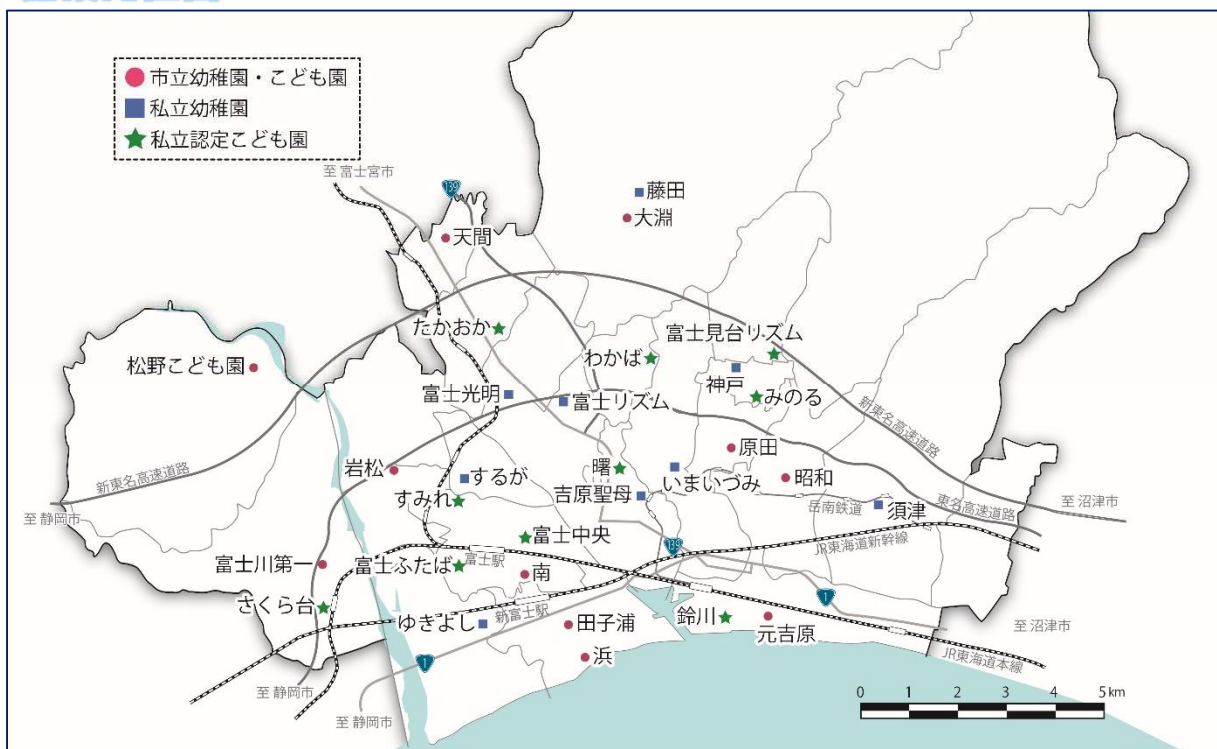 市立幼稚園・こども園
私立幼稚園
私立認定こども園
至 富士宮市
139
藤田
大淵
天間
たかおか
富士見台リズム
わかば
松野こども園
神戸
みのる
富士光明
富士リズム
新東名高速道路
原田
岩松
曙
するが
いまいづみ
昭和
新東名高速道路
すみれ
吉原聖母
岳南鉄道
須津
東名高速道路
至 沼津市
至 静岡市
富士中央
139
JR東海道新幹線
富士川第一
富士ふたば
富士駅
南
さくら台
1
ゆきよし
新富士駅
田子浦
鈴川
元吉原
至 沼津市
浜
1
JR東海道本線
至 静岡市
至 静岡市
0 1 2 3 4 5km